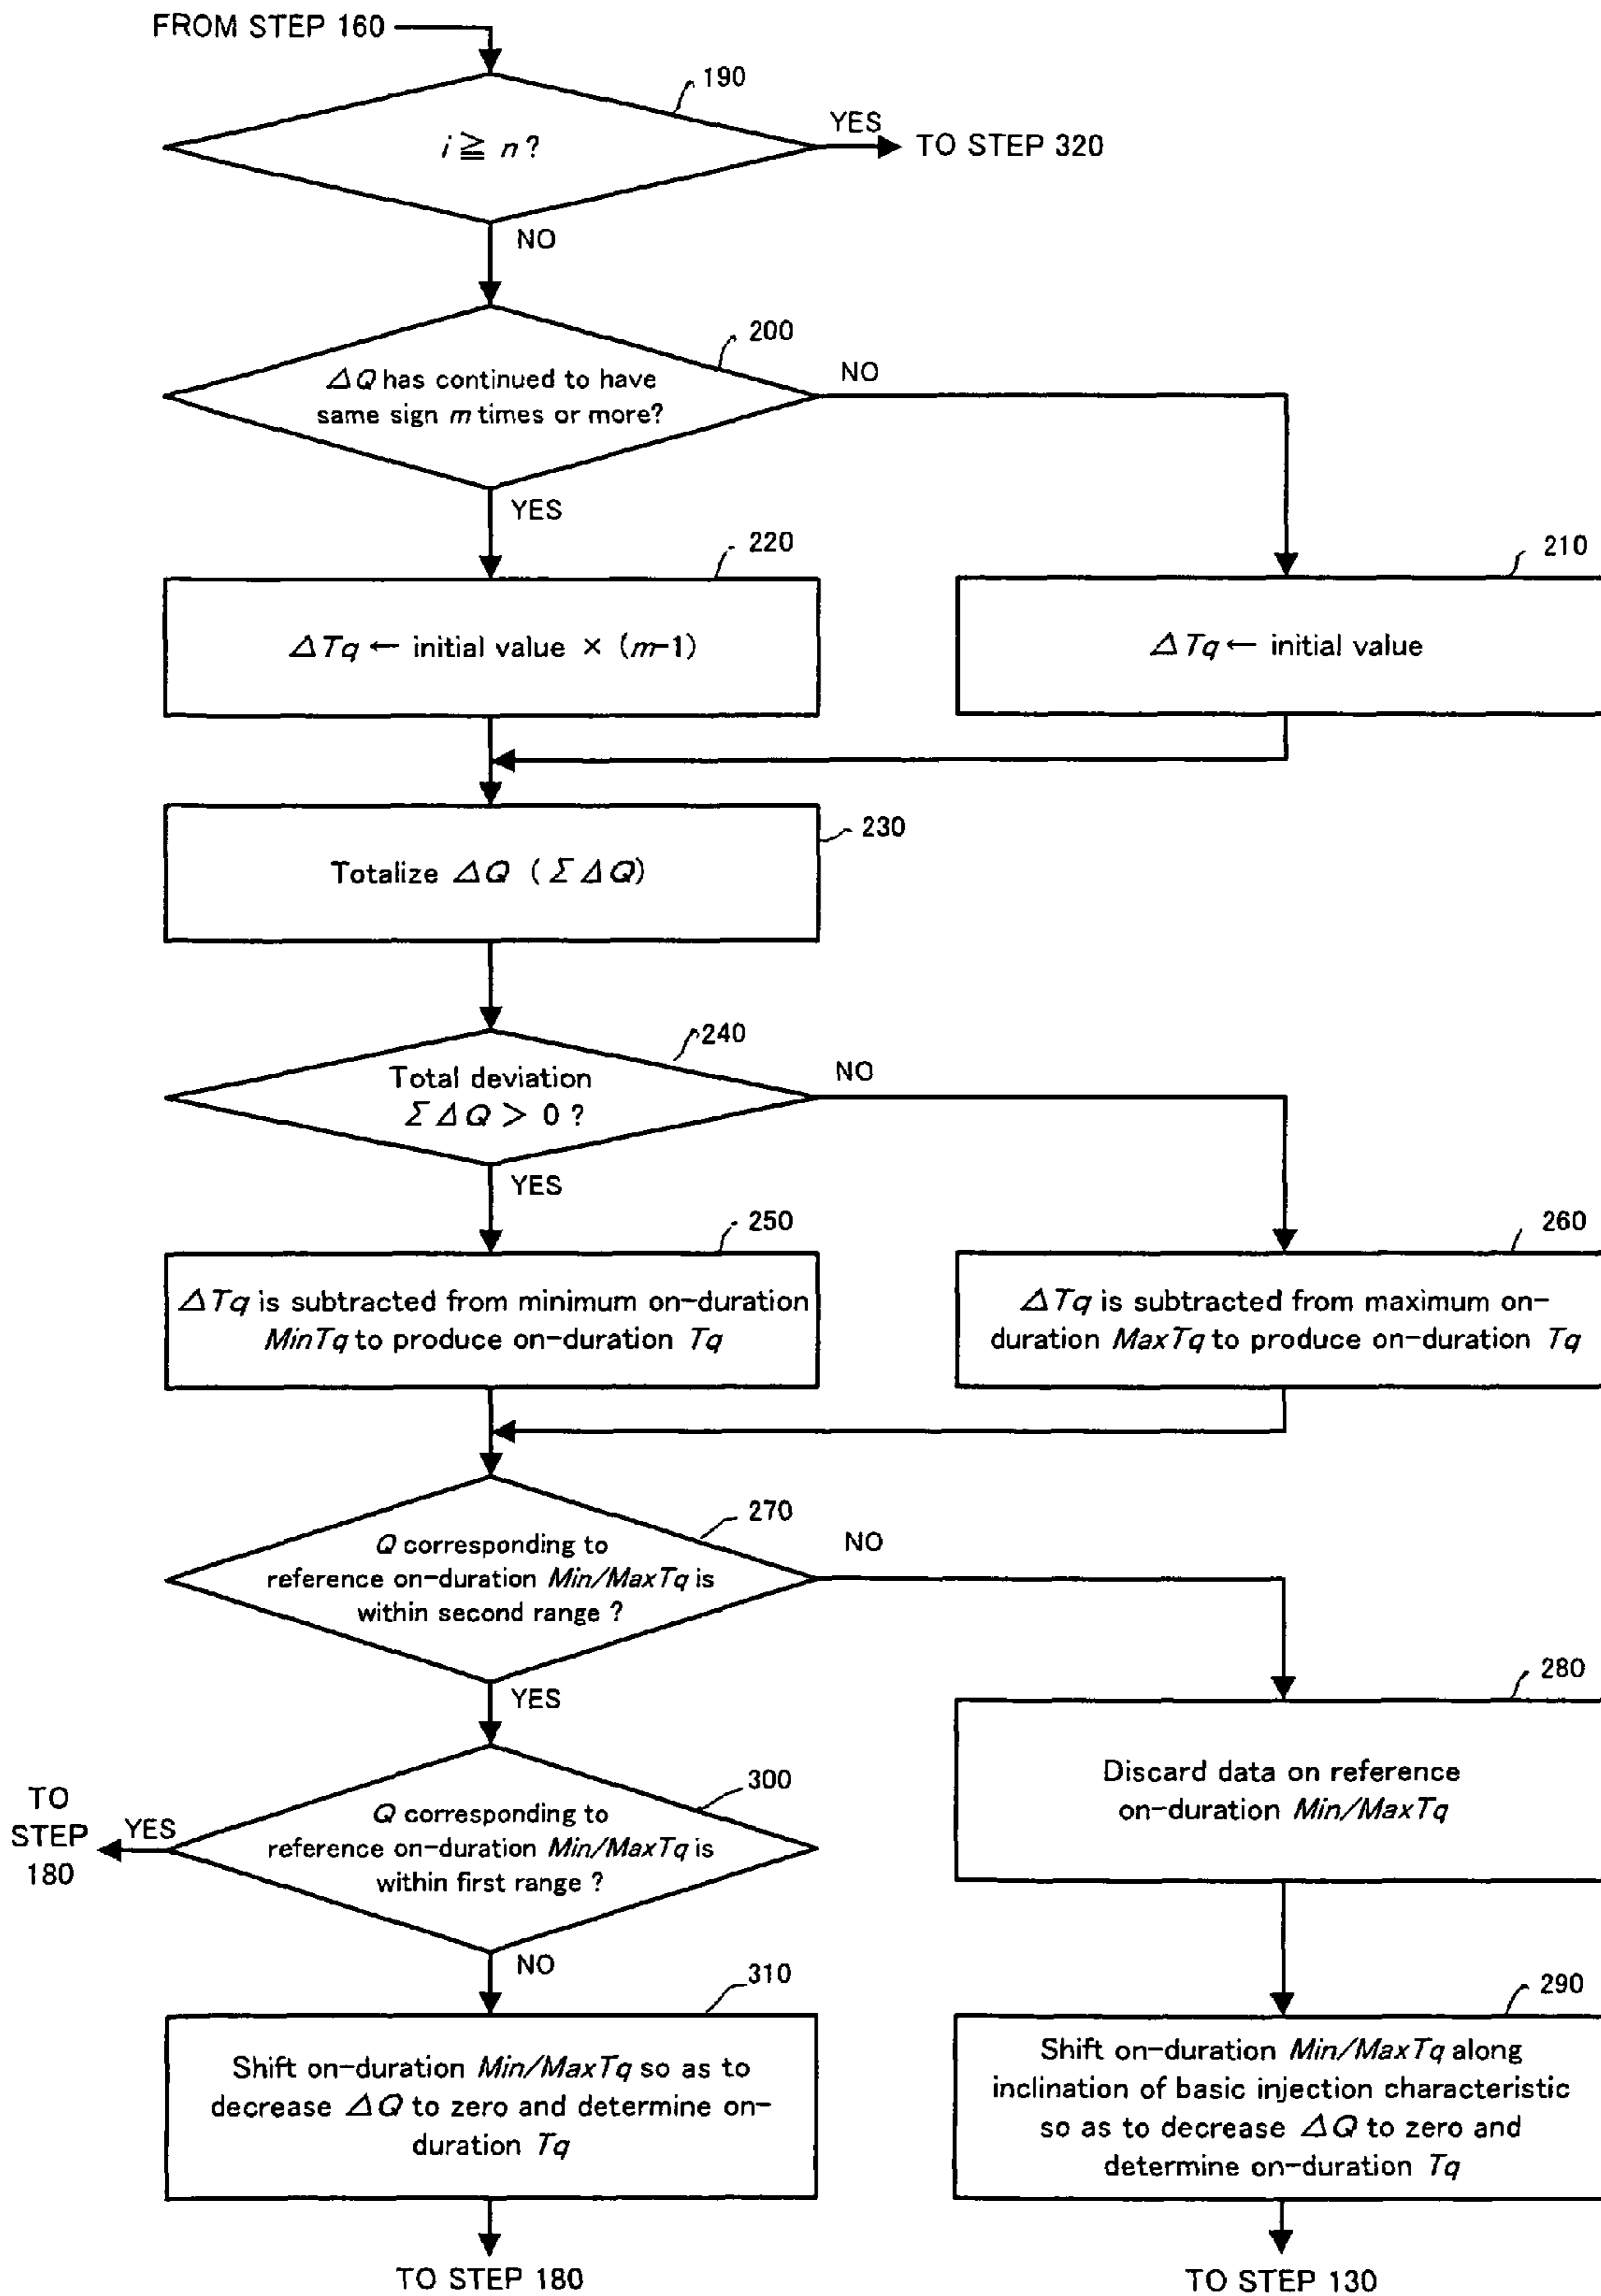 FROM STEP 160
190
i ≧ n ?
YES
TO STEP 320
NO
200
ΔQ has continued to have
same sign m times or more?
NO
YES
220
ΔTq ← initial value × (m-1)
210
ΔTq ← initial value
230
Totalize ΔQ (ΣΔQ)
240
Total deviation
ΣΔQ > 0 ?
NO
YES
250
ΔTq is subtracted from minimum on-duration
MinTq to produce on-duration Tq
260
ΔTq is subtracted from maximum on-
duration MaxTq to produce on-duration Tq
270
Q corresponding to
reference on-duration Min/MaxTq is
within second range ?
NO
YES
280
Discard data on reference
on-duration Min/MaxTq
300
Q corresponding to
reference on-duration Min/MaxTq is
within first range ?
YES
TO
STEP
180
NO
310
Shift on-duration Min/MaxTq so as to
decrease ΔQ to zero and determine on-
duration Tq
290
Shift on-duration Min/MaxTq along
inclination of basic injection characteristic
so as to decrease ΔQ to zero and
determine on-duration Tq
TO STEP 180
TO STEP 130